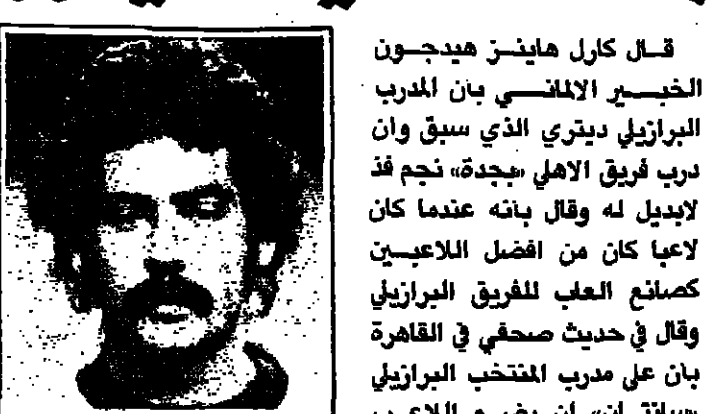 قال كارل هاينز هيدجون
الخبير الالماني بان المدرب
البرازيلي ديتري الذي سبق وان
درب فريق الاهلي «بجدة» نجم فذ
لابديل له وقال بانه عندما كان
لاعبا كان من افضل اللاعبين
كصانع العاب للفريق البرازيلي
وقال في حديث صحفي في القاهرة
بان على مدرب المنتخب البرازيلي